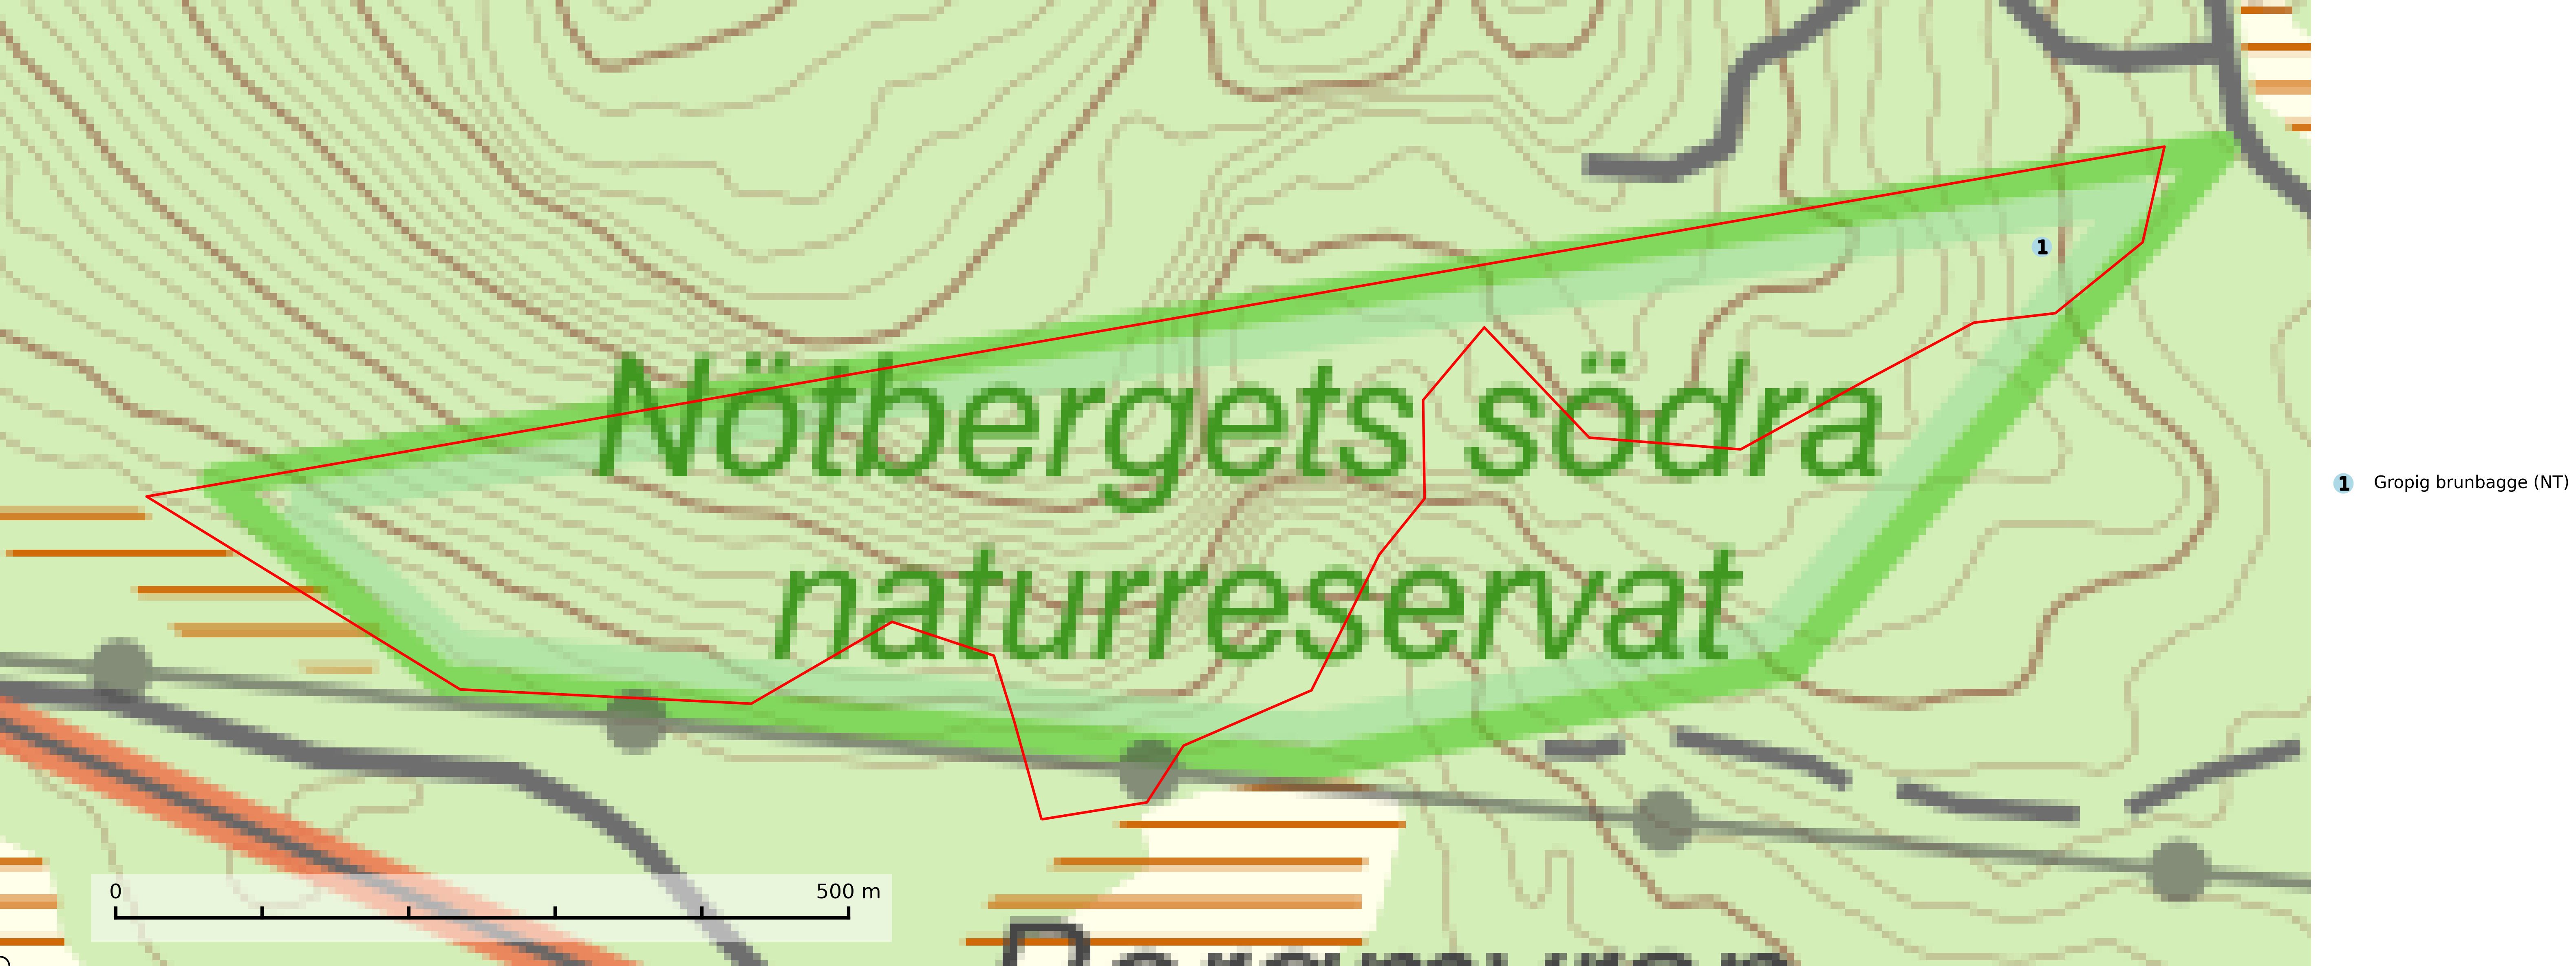 Nötbergets södra
naturreservat
1
1 Gropig brunbagge (NT)
0 500 m